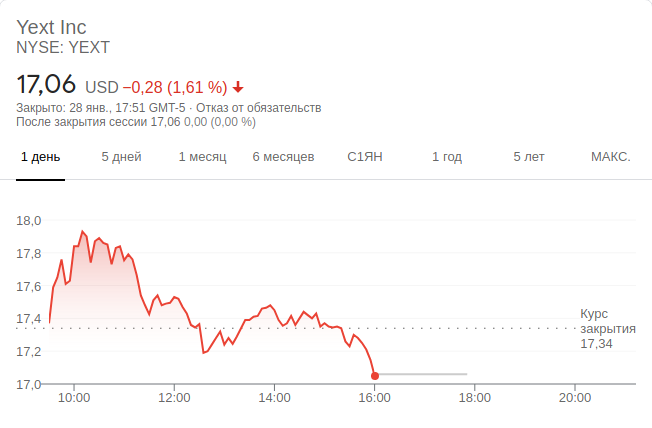 Yext Inc
NYSE: YEXT
17,06 USD −0,28 (1,61 %)
Закрыто: 28 янв., 17:51 GMT-5 · Отказ от обязательств
После закрытия сессии 17,06 0,00 (0,00 %)
1 день 5 дней 1 месяц 6 месяцев С1ЯН 1 год 5 лет МАКС.
18,0
17,8
17,6
17,4
17,2
17,0
Курс
закрытия
17,34
10:00 12:00 14:00 16:00 18:00 20:00